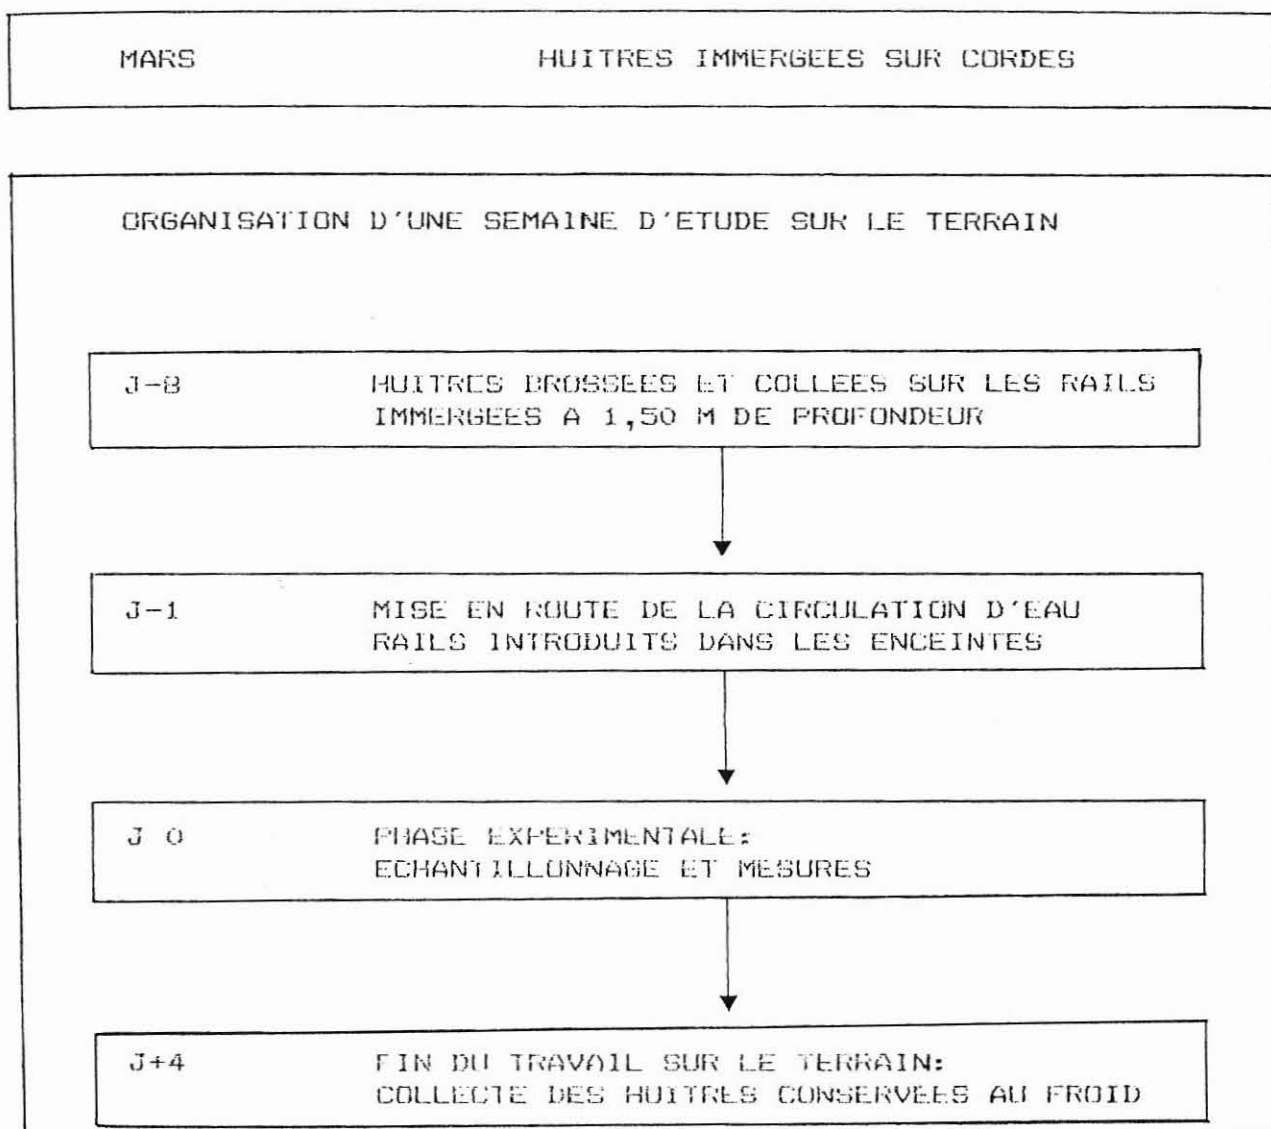 MARS HUITRES IMMERGEES SUR CORDES
ORGANISATION D'UNE SEMAINE D'ETUDE SUR LE TERRAIN
J-8 HUITRES BROSSEES ET COLLEES SUR LES RAILS
IMMERGEES A 1,50 M DE PROFONDEUR
J-1 MISE EN ROUTE DE LA CIRCULATION D'EAU
RAILS INTRODUITS DANS LES ENCEINTES
J 0 PHASE EXPERIMENTALE:
ECHANTILLONNAGE ET MESURES
J+4 FIN DU TRAVAIL SUR LE TERRAIN:
COLLECTE DES HUITRES CONSERVEES AU FROID